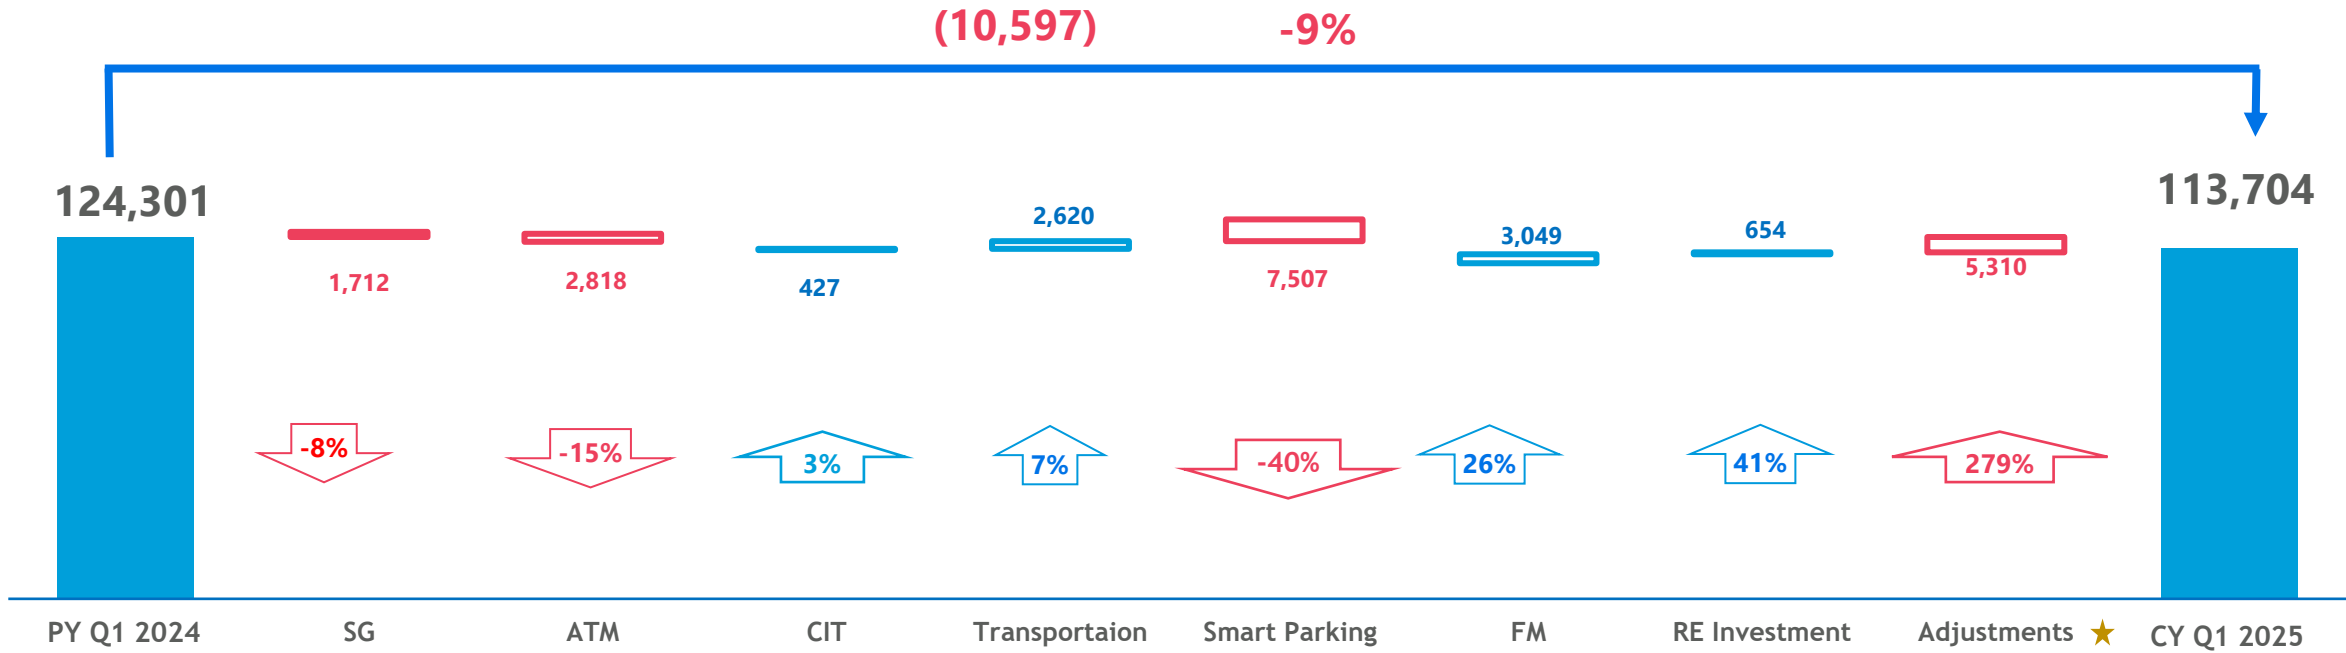 (10,597) -9%
124,301
113,704
1,712
2,818
427
2,620
7,507
3,049
654
5,310
-8%
-15%
3%
7%
-40%
26%
41%
279%
PY Q1 2024
SG
ATM
CIT
Transportaion
Smart Parking
FM
RE Investment
Adjustments
CY Q1 2025